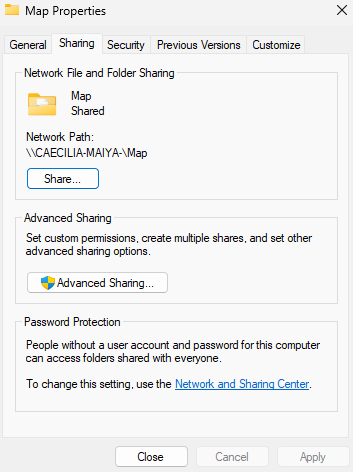 Map Properties
General Sharing Security Previous Versions Customize
Network File and Folder Sharing
Map
Shared
Network Path:
\\CAECILIA-MAIYA-\Map
Share...
Advanced Sharing
Set custom permissions, create multiple shares, and set other
advanced sharing options.
Advanced Sharing...
Password Protection
People without a user account and password for this computer
can access folders shared with everyone.
To change this setting, use the Network and Sharing Center.
Close Cancel Apply